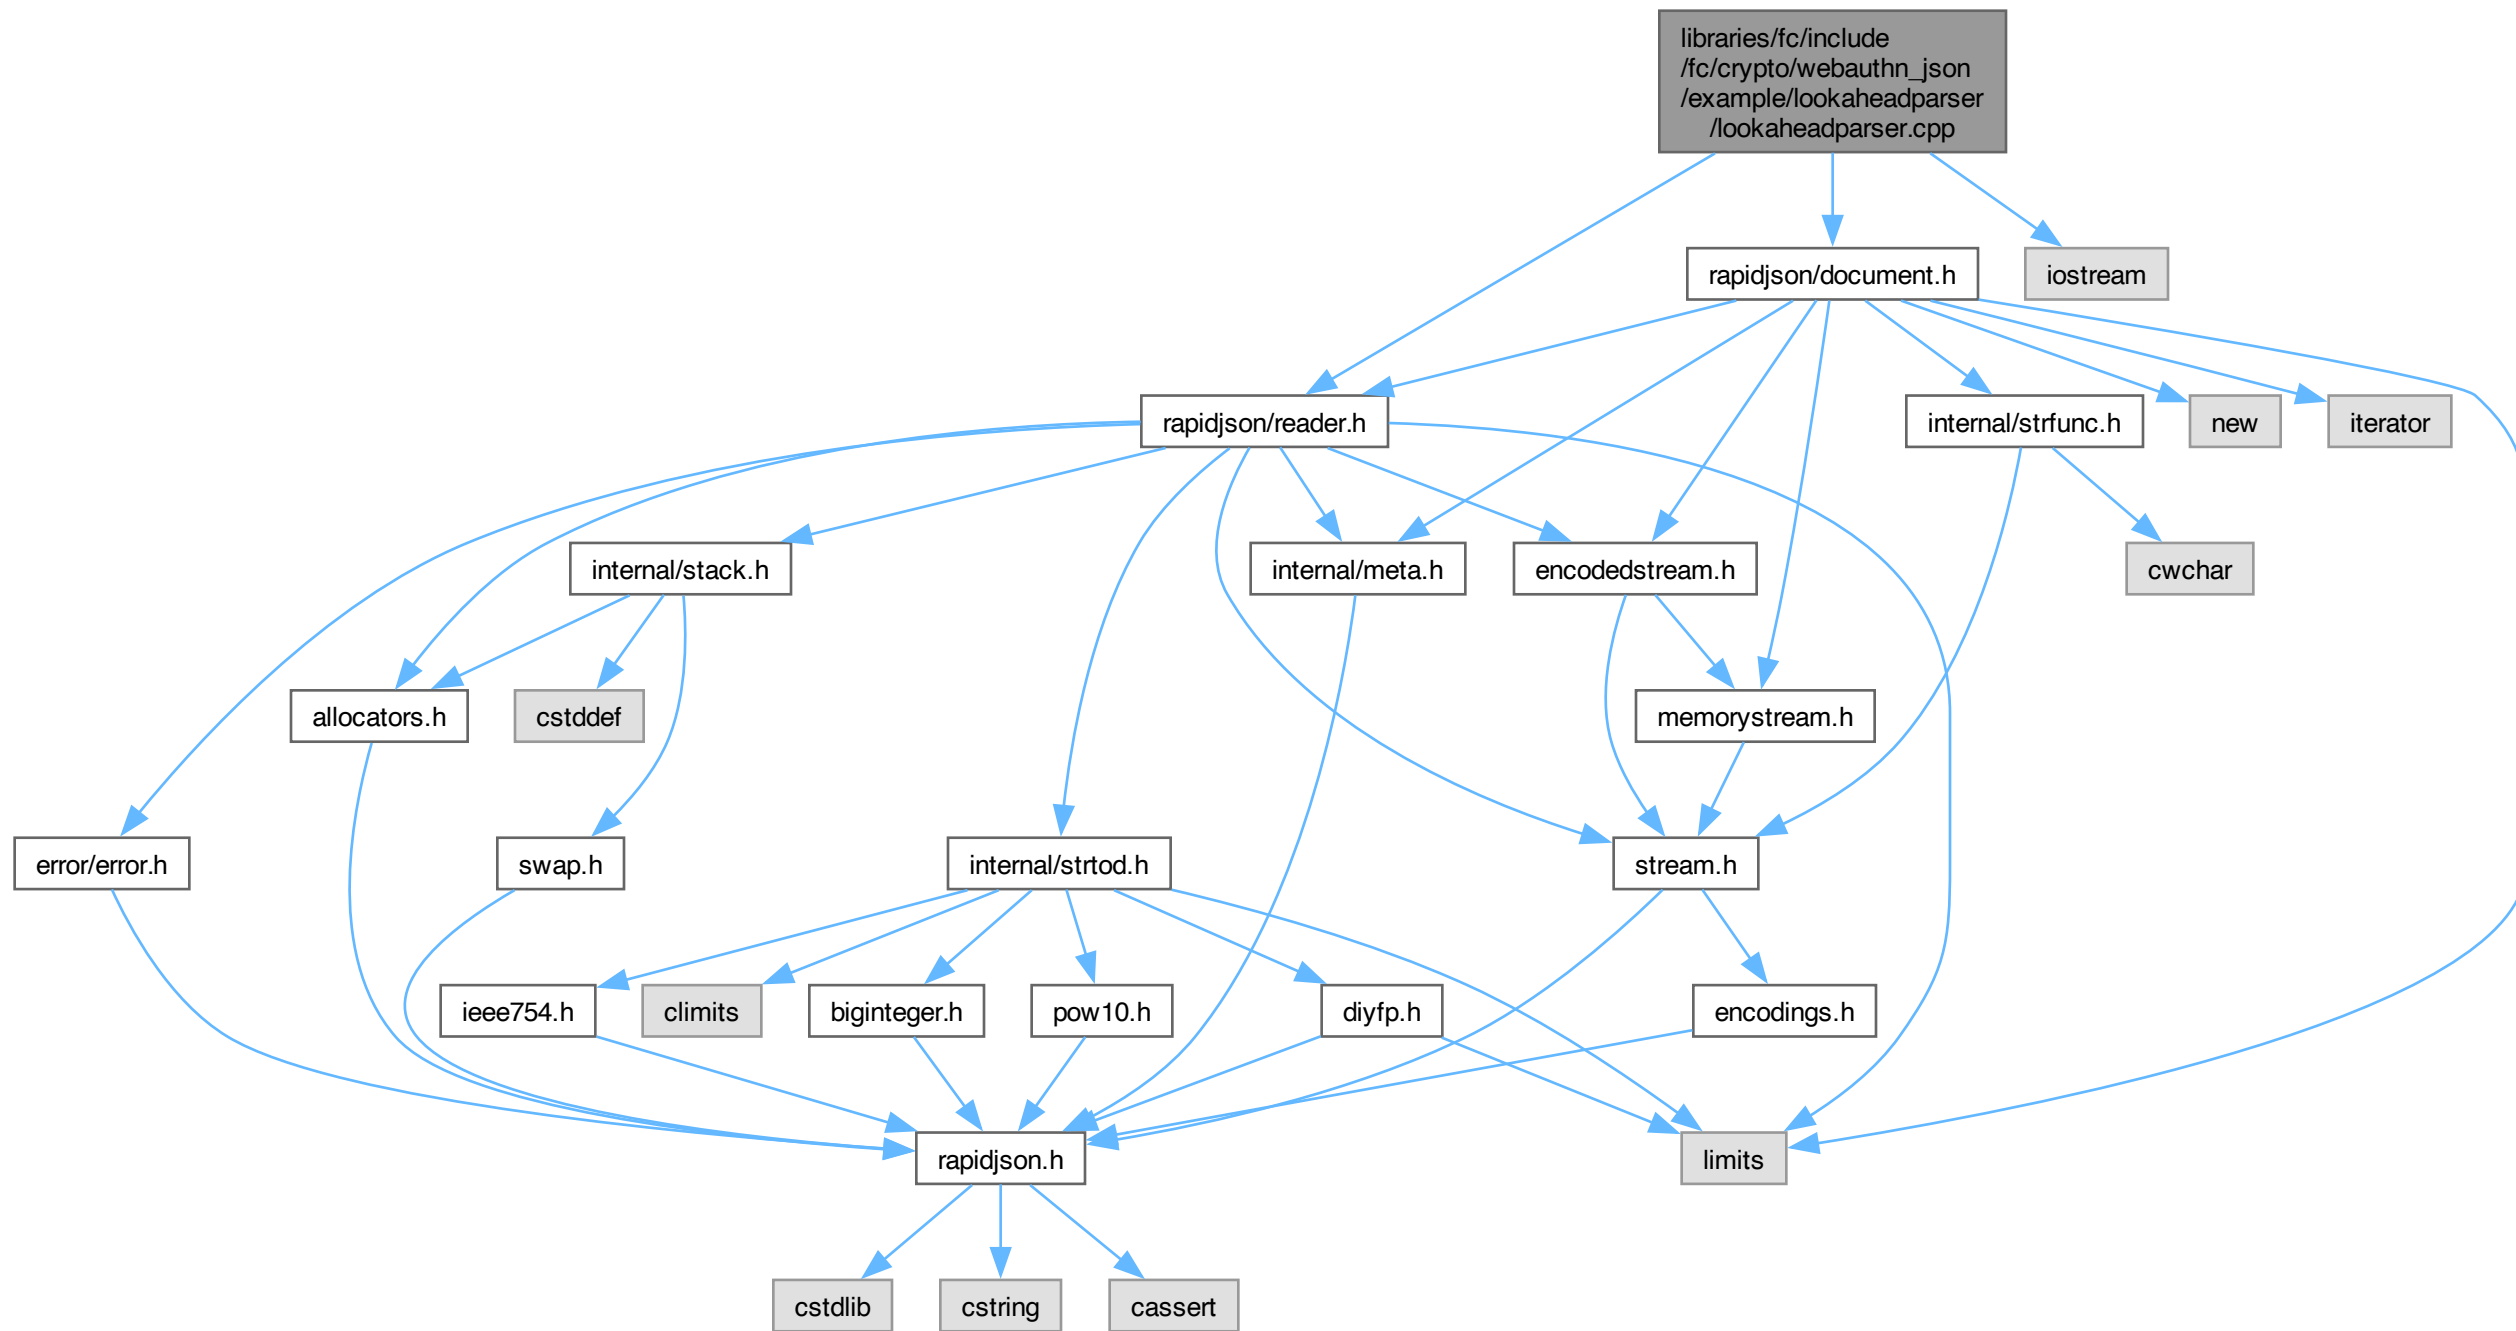 libraries/fc/include
/fc/crypto/webauthn_json
/example/lookaheadparser
/lookaheadparser.cpp
rapidjson/document.h
iostream
rapidjson/reader.h
internal/strfunc.h
new
iterator
internal/stack.h
internal/meta.h
encodedstream.h
cwchar
allocators.h
cstddef
memorystream.h
error/error.h
swap.h
internal/strtod.h
stream.h
ieee754.h
climits
biginteger.h
pow10.h
diyfp.h
encodings.h
rapidjson.h
limits
cstdlib
cstring
cassert